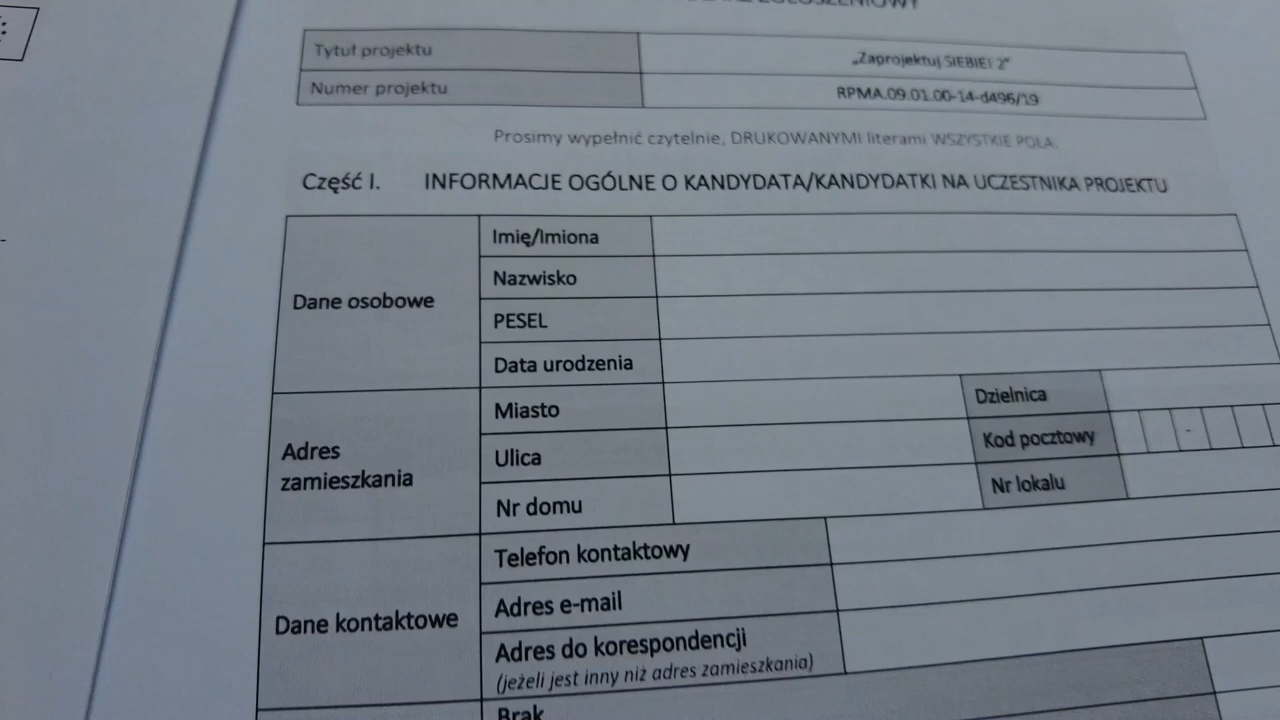 Tytuł projektu
„Zaprojektuj SIEBIE! 2"
Numer projektu
RPMA.09.01.00-14-d496/19
Prosimy wypełnić czytelnie, DRUKOWANYMI literami WSZYSTKIE POLA.
Część I. INFORMACJE OGÓLNE O KANDYDATA/KANDYDATKI NA UCZESTNIKA PROJEKTU
Dane osobowe
Imię/Imiona
Nazwisko
PESEL
Data urodzenia
Adres
zamieszkania
Miasto
Dzielnica
Ulica
Kod pocztowy
-
Nr domu
Nr lokalu
Dane kontaktowe
Telefon kontaktowy
Adres e-mail
Adres do korespondencji
(jeżeli jest inny niż adres zamieszkania)
Brak